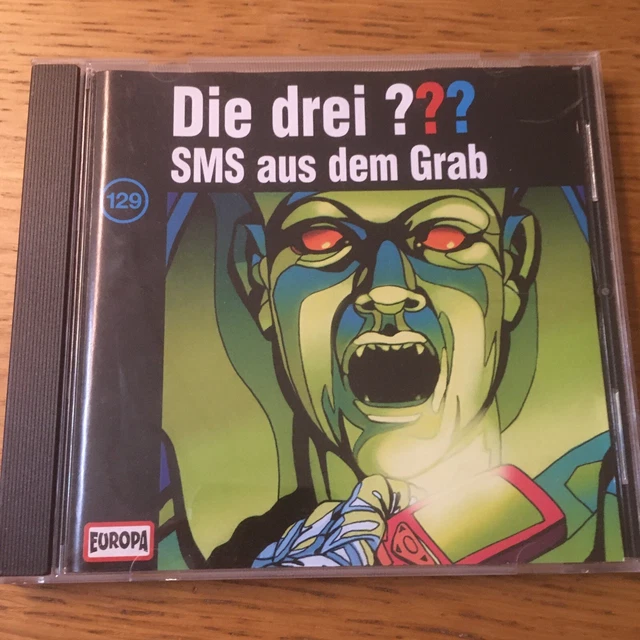 Die drei ???
SMS aus dem Grab
129
EUROPA